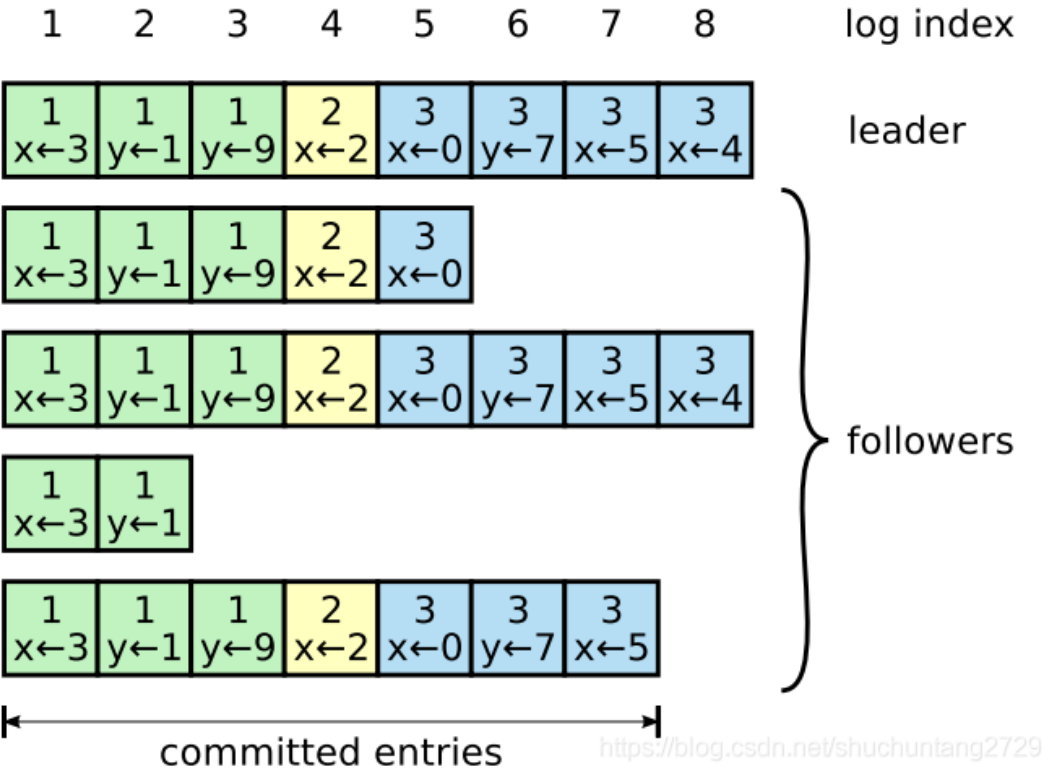 1 2 3 4 5 6 7 8 log index
1 1 1 2 3 3 3 3
x←3 y←1 y←9 x←2 x←0 y←7 x←5 x←4
leader
1 1 1 2 3
x←3 y←1 y←9 x←2 x←0
1 1 1 2 3 3 3 3
x←3 y←1 y←9 x←2 x←0 y←7 x←5 x←4
followers
1 1
x←3 y←1
1 1 1 2 3 3 3
x←3 y←1 y←9 x←2 x←0 y←7 x←5
committed entries
https://blog.csdn.net/shuchuntang2729